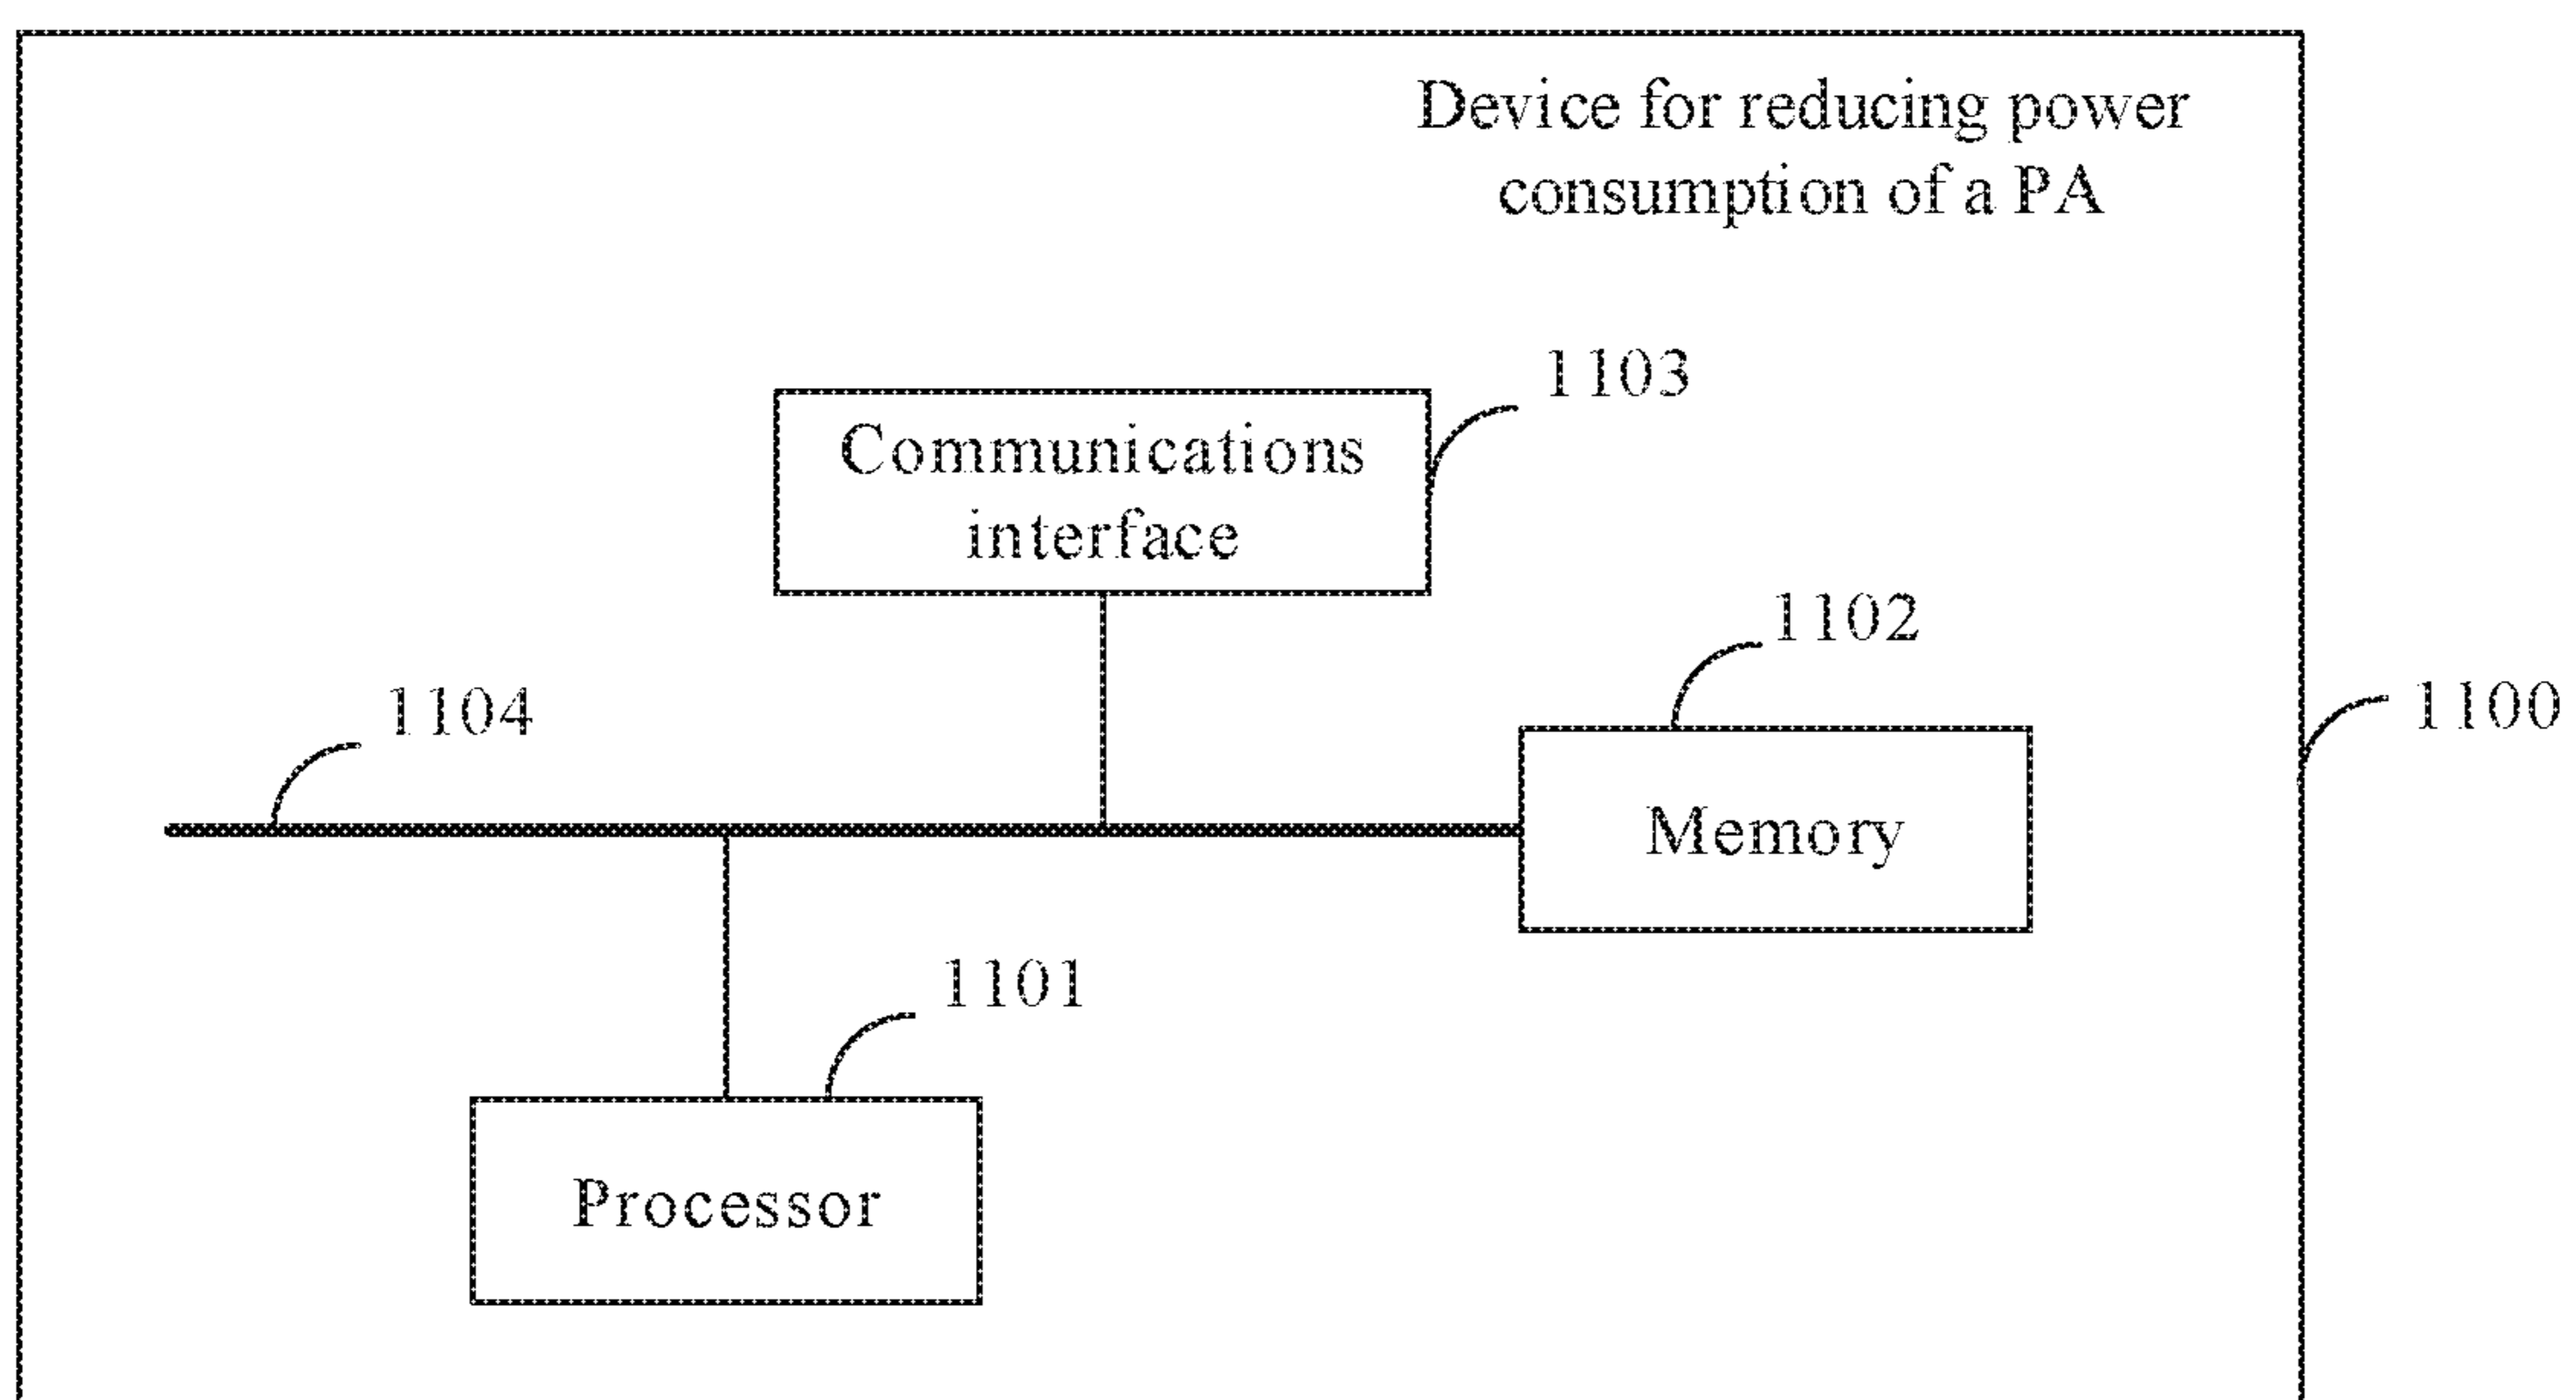 Device for reducing power
consumption of a PA
1103
Communications
interface
1102
1104
1100
Memory
1101
Processor